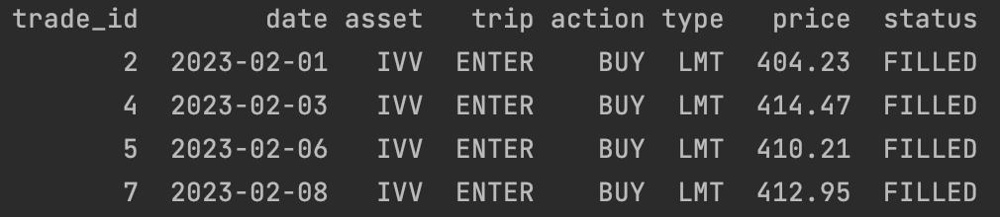 trade_id date asset trip action type price status
2 2023-02-01 IVV ENTER BUY LMT 404.23 FILLED
4 2023-02-03 IVV ENTER BUY LMT 414.47 FILLED
5 2023-02-06 IVV ENTER BUY LMT 410.21 FILLED
7 2023-02-08 IVV ENTER BUY LMT 412.95 FILLED